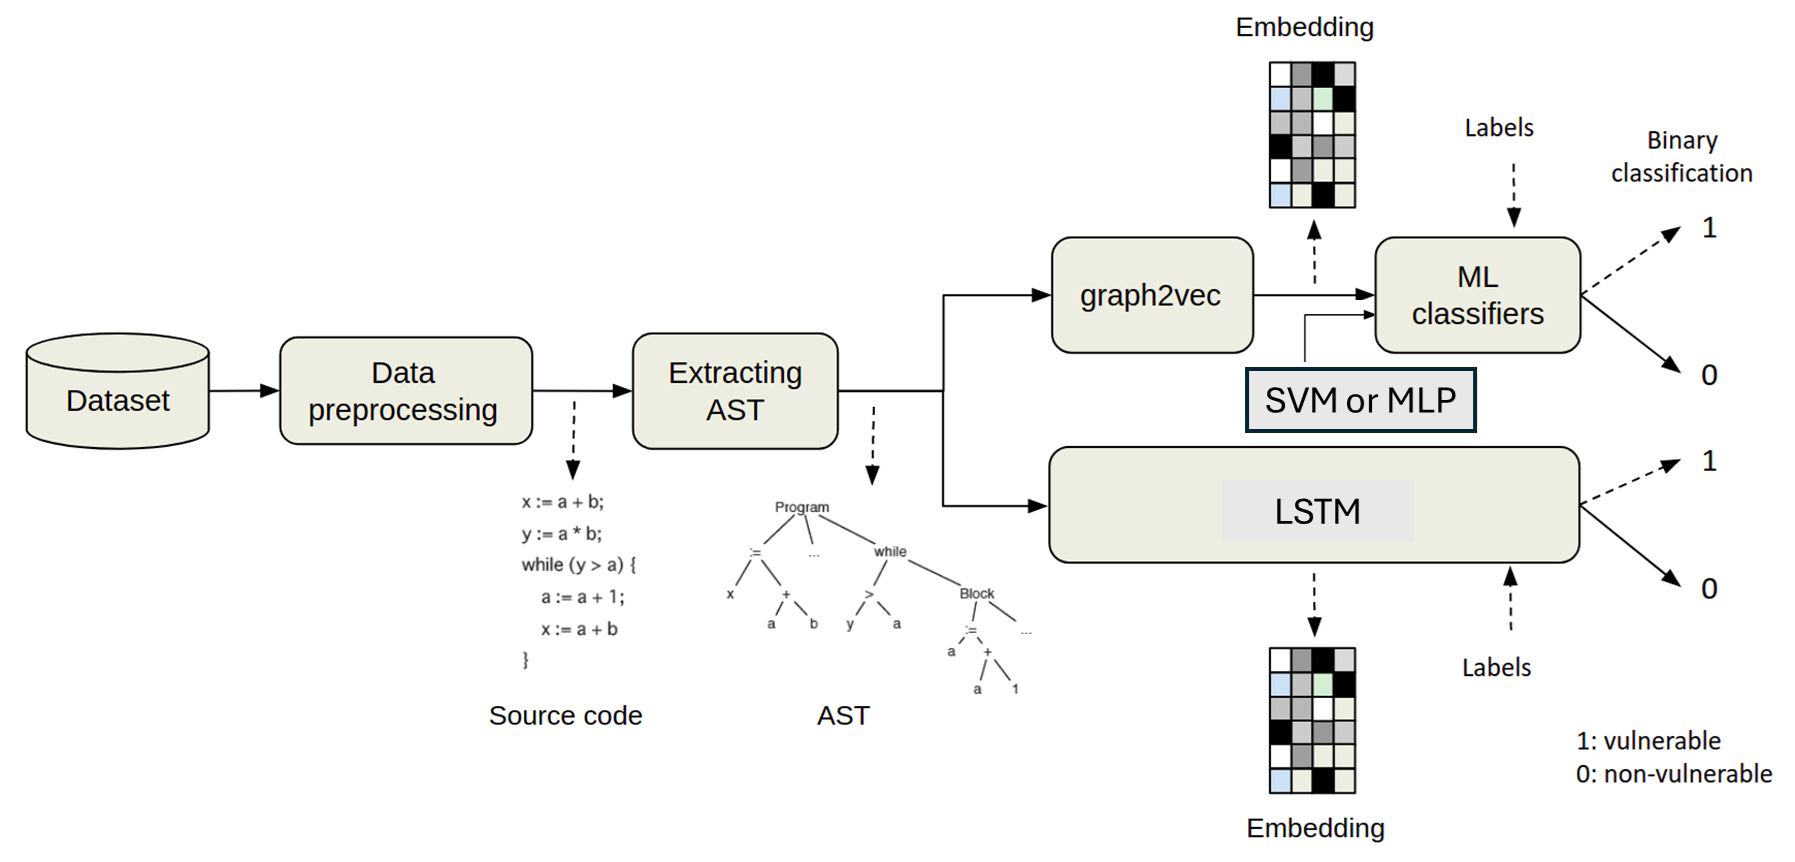 Embedding
Labels
Binary
classification
1
graph2vec
ML
classifiers
0
SVM or MLP
Dataset
Data
preprocessing
Extracting
AST
LSTM
1
0
x := a + b;
y := a * b;
while (y > a) {
a := a + 1;
x := a + b
}
Source code
Program
:= ... while
x + > Block
a b y a := ...
a +
a 1
AST
Labels
Embedding
1: vulnerable
0: non-vulnerable